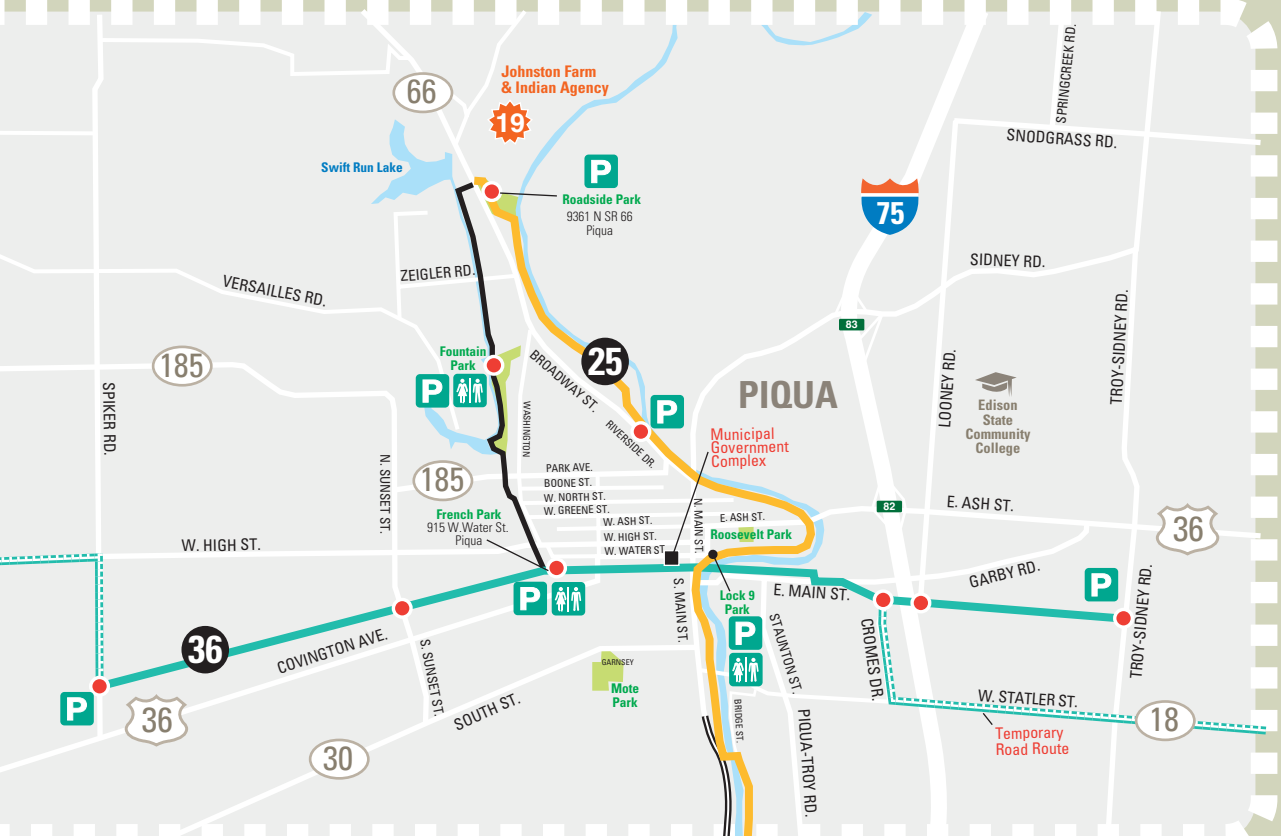 Johnston Farm
& Indian Agency
19
66
SPRINGCREEK RD.
SNODGRASS RD.
Swift Run Lake
P
Roadside Park
9361 N SR 66
Piqua
75
SIDNEY RD.
ZEIGLER RD.
VERSAILLES RD.
83
TROY-SIDNEY RD.
185
Fountain
Park
P
25
BROADWAY ST.
LOONEY RD.
PIQUA
Edison
State
Community
College
SPIKER RD.
WASHINGTON
RIVERSIDE DR.
P
Municipal
Government
Complex
N. SUNSET ST.
185
PARK AVE.
BOONE ST.
W. NORTH ST.
W. GREENE ST.
W. ASH ST.
W. HIGH ST.
W. WATER ST.
N. MAIN ST.
E. ASH ST.
Roosevelt Park
82
E. ASH ST.
36
French Park
915 W.Water St.
Piqua
W. HIGH ST.
P
GARBY RD.
P
E. MAIN ST.
S. MAIN ST.
Lock 9
Park
P
STAUNTON ST.
CROMES DR.
TROY-SIDNEY RD.
36
COVINGTON AVE.
S. SUNSET ST.
GARNSEY
Mote
Park
P
36
SOUTH ST.
30
BRIDGE ST.
PIQUA-TROY RD.
W. STATLER ST.
18
Temporary
Road Route